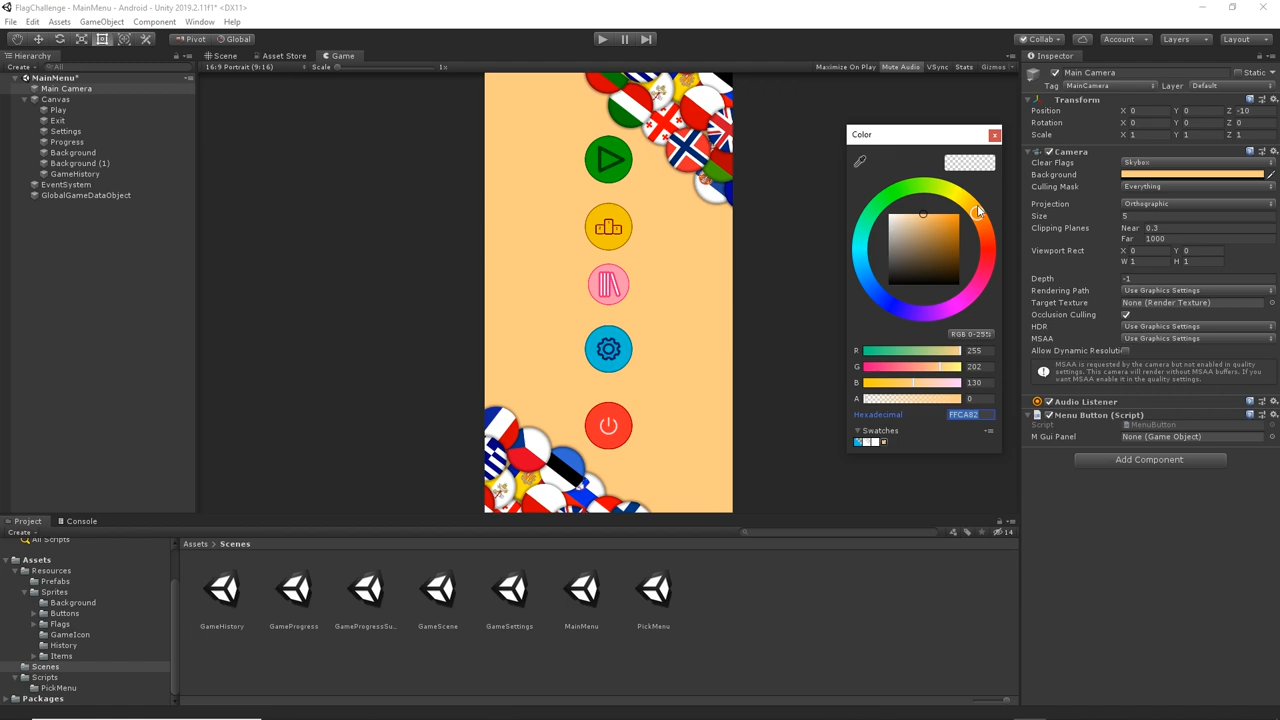 FlagChallenge - MainMenu - Android - Unity 2019.2.11f1* <DX11>
File Edit Assets GameObject Component Window Help
Pivot Global Collab Account Layers Layout
Hierarchy Scene Asset Store Game Inspector
Create All 16:9 Portrait (9:16) Scale 1x Maximize On Play Mute Audio VSync Stats Gizmos
MainMenu*
Main Camera
Canvas
Play
Exit
Settings
Progress
Background
Background (1)
GameHistory
EventSystem
GlobalGameDataObject
Color
RGB 0-255
R 255
G 202
B 130
A 0
Hexadecimal FFCA82
Swatches
Main Camera Static
Tag MainCamera Layer Default
Transform
Position X 0 Y 0 Z -10
Rotation X 0 Y 0 Z 0
Scale X 1 Y 1 Z 1
Camera
Clear Flags Skybox
Background
Culling Mask Everything
Projection Orthographic
Size 5
Clipping Planes Near 0.3
Far 1000
Viewport Rect X 0 Y 0
W 1 H 1
Depth -1
Rendering Path Use Graphics Settings
Target Texture None (Render Texture)
Occlusion Culling
HDR Use Graphics Settings
MSAA Use Graphics Settings
Allow Dynamic Resoluti
MSAA is requested by the camera but not enabled in quality
settings. This camera will render without MSAA buffers. If you
want MSAA enable it in the quality settings.
Audio Listener
Menu Button (Script)
Script MenuButton
M Gui Panel None (Game Object)
Add Component
Project Console
Create 14
All Scripts
Assets
Resources
Prefabs
Sprites
Background
Buttons
Flags
GameIcon
History
Items
Scenes
Scripts
PickMenu
Packages
Assets > Scenes
GameHistory GameProgress GameProgressSu... GameScene GameSettings MainMenu PickMenu